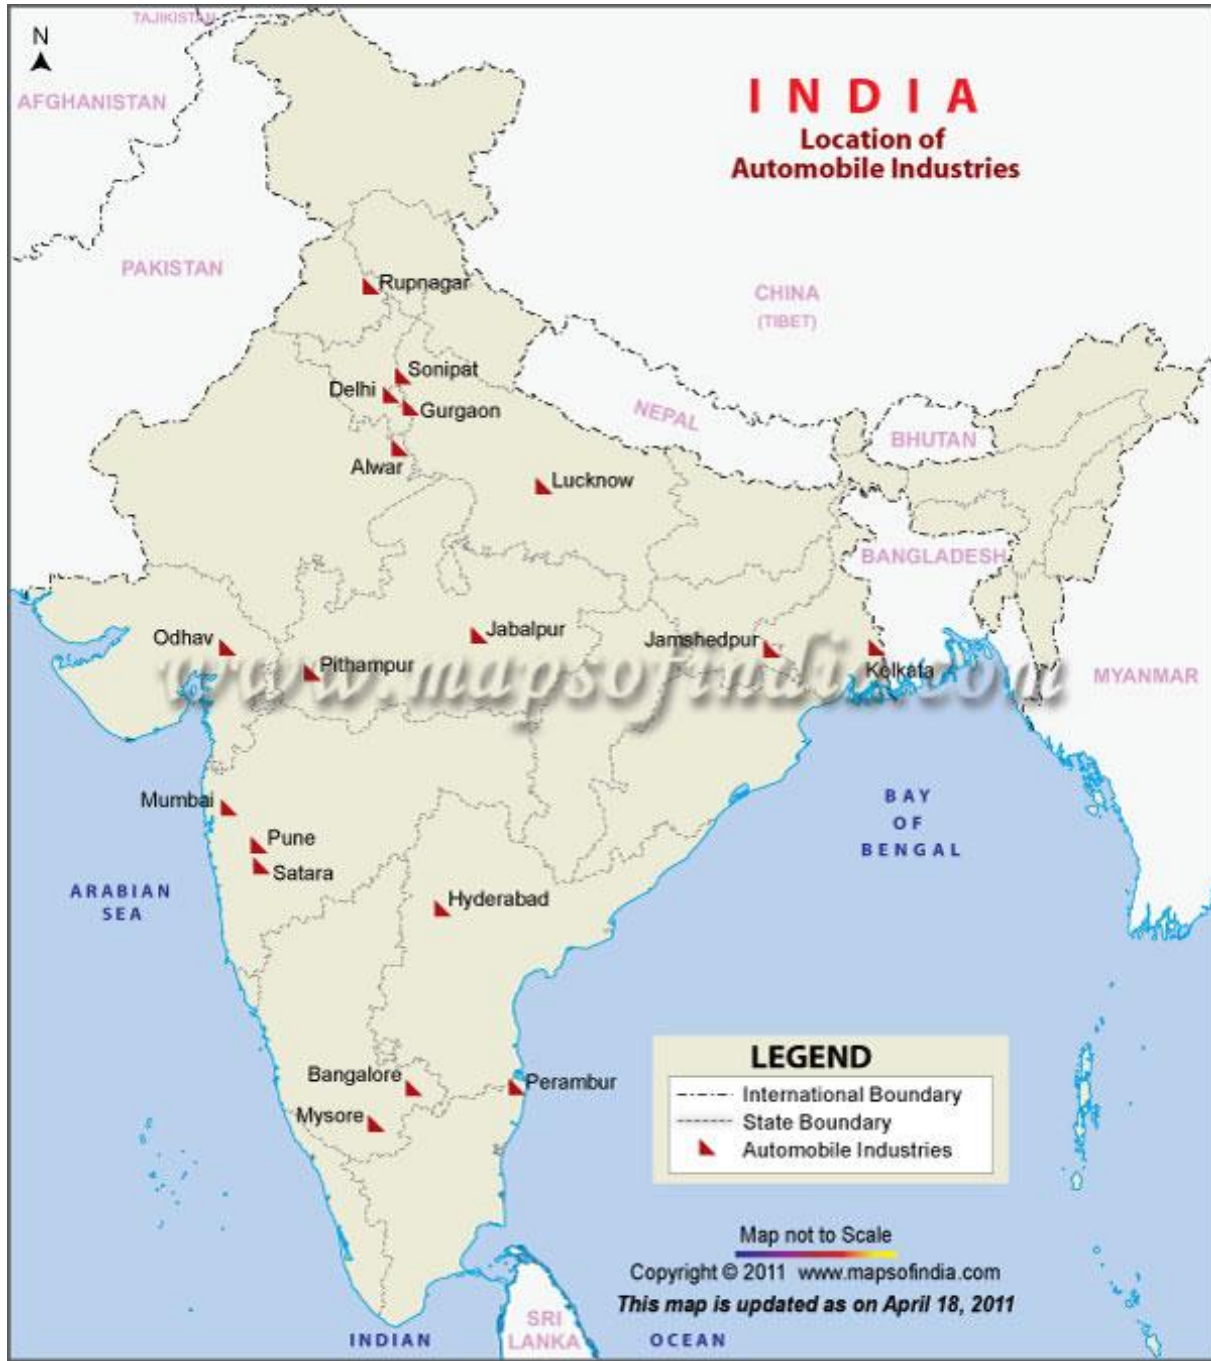 TAJIKISTAN
N
AFGHANISTAN
I N D I A
Location of
Automobile Industries
PAKISTAN
Rupnagar
CHINA
(TIBET)
Sonipat
Delhi
Gurgaon
NEPAL
BHUTAN
Alwar
Lucknow
BANGLADESH
Odhav
Jabalpur
Jamshedpur
Pithampur
Kolkata
www.mapsofindia.com
MYANMAR
Mumbai
BAY
OF
BENGAL
Pune
Satara
ARABIAN
SEA
Hyderabad
Bangalore
Perambur
Mysore
LEGEND
International Boundary
State Boundary
Automobile Industries
Map not to Scale
Copyright © 2011 www.mapsofindia.com
This map is updated as on April 18, 2011
SRI
LANKA
INDIAN OCEAN